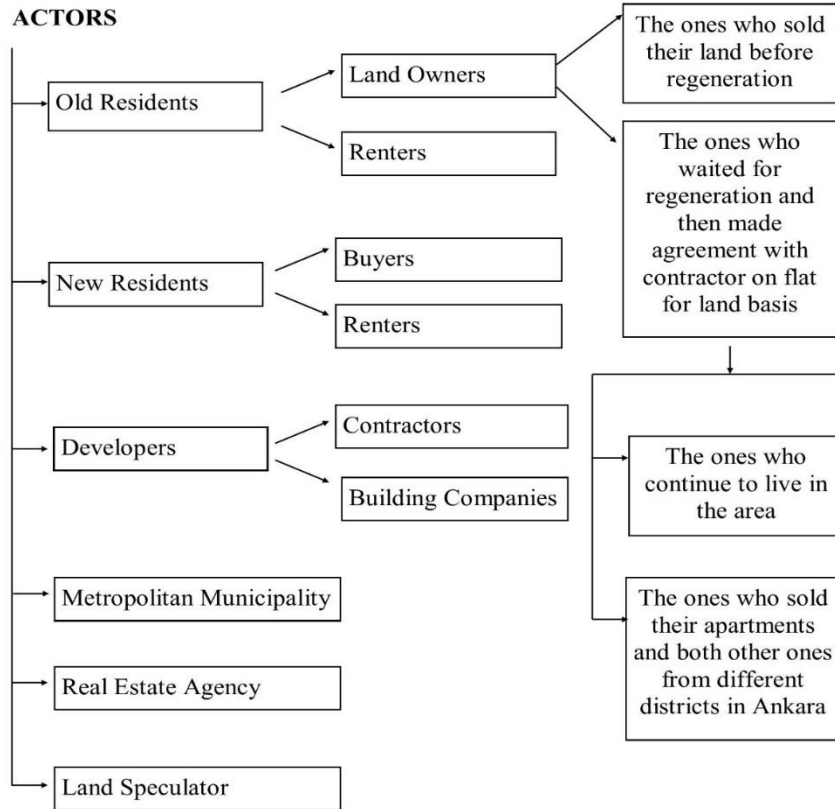 ACTORS
Old Residents
Land Owners
Renters
The ones who sold
their land before
regeneration
The ones who
waited for
regeneration and
then made
agreement with
contractor on flat
for land basis
New Residents
Buyers
Renters
Developers
Contractors
Building Companies
The ones who
continue to live in
the area
The ones who sold
their apartments
and both other ones
from different
districts in Ankara
Metropolitan Municipality
Real Estate Agency
Land Speculator